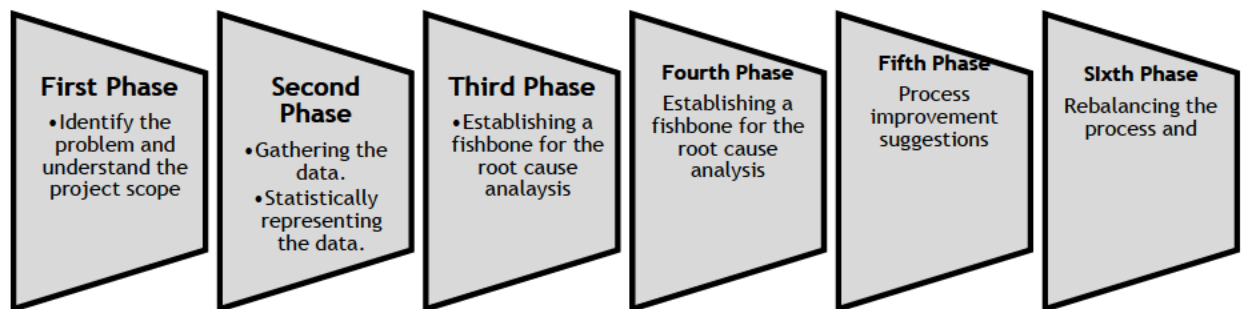 First Phase
•Identify the
problem and
understand the
project scope
Second
Phase
•Gathering the
data.
•Statistically
representing
the data.
Third Phase
•Establishing a
fishbone for the
root cause
analaysis
Fourth Phase
Establishing a
fishbone for the
root cause
analysis
Fifth Phase
Process
improvement
suggestions
SIxth Phase
Rebalancing the
process and